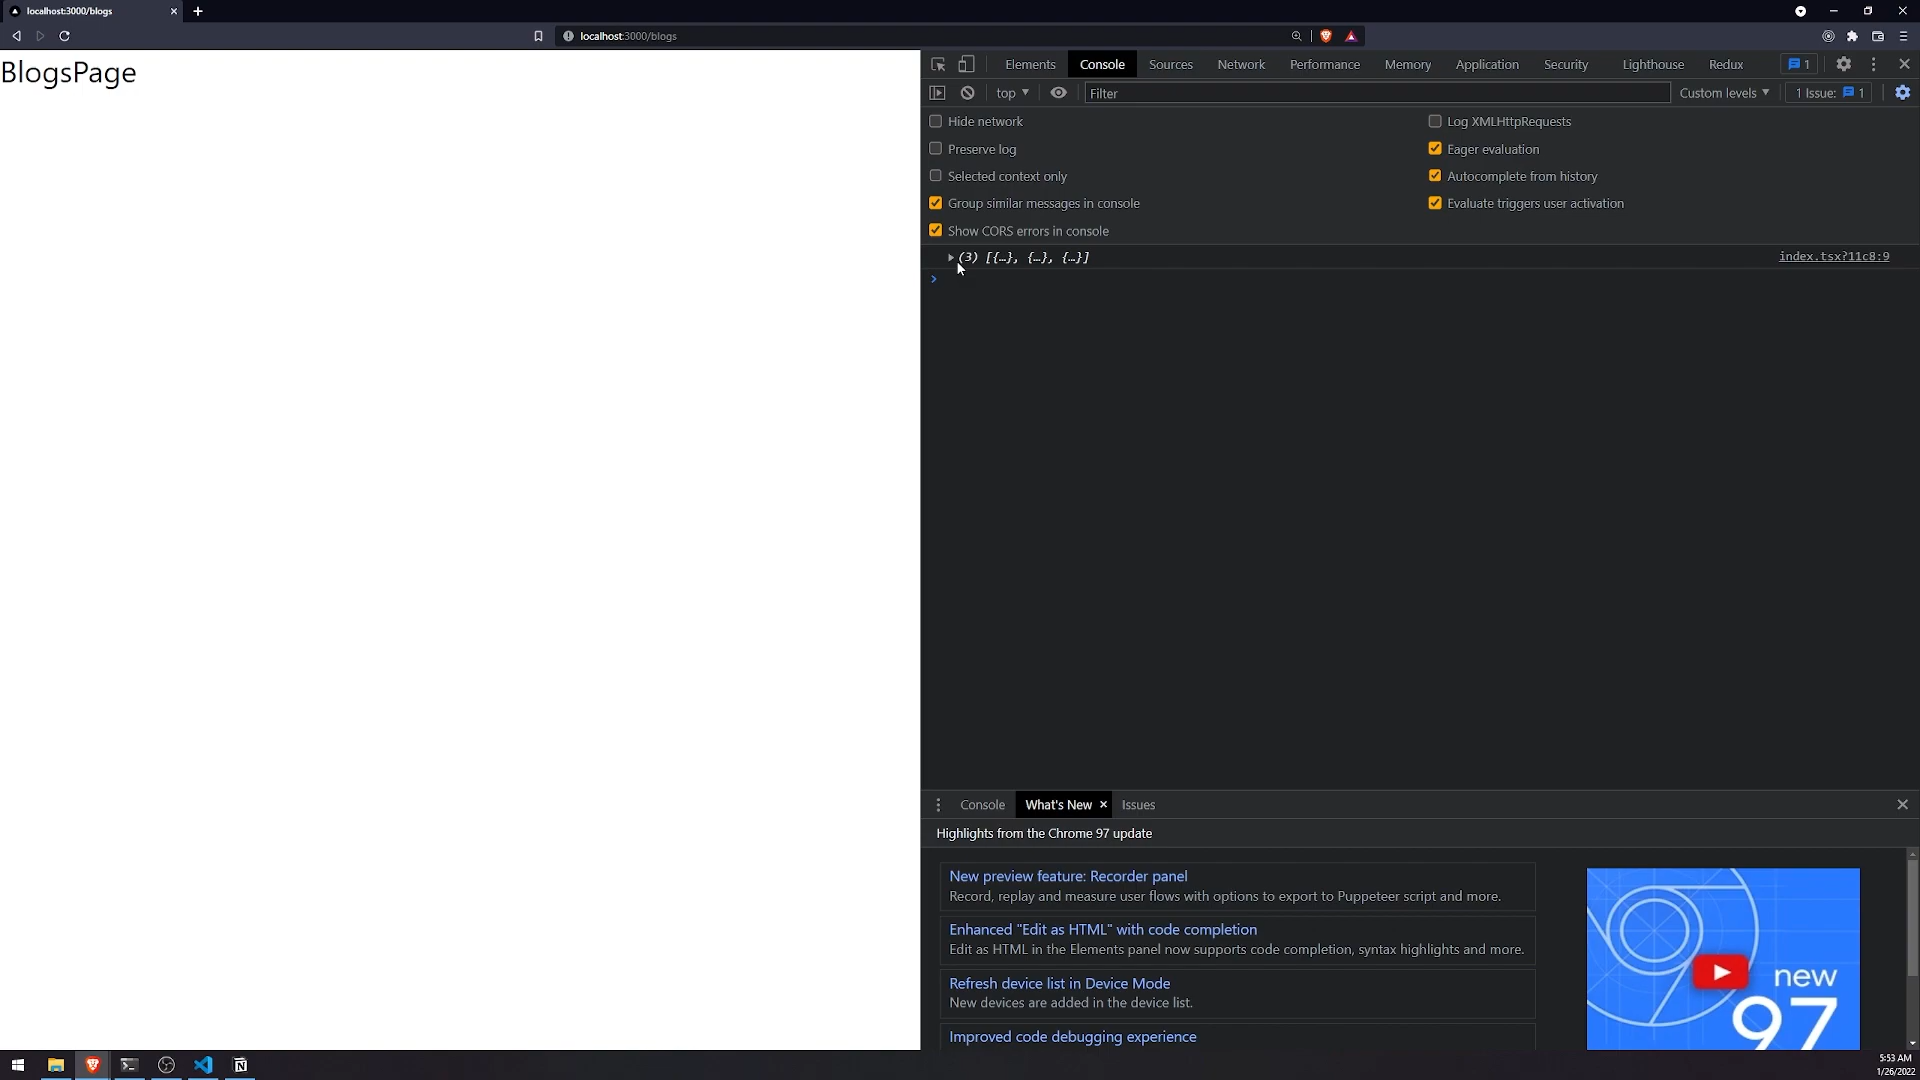 localhost:3000/blogs
localhost:3000/blogs
BlogsPage
Elements Console Sources Network Performance Memory Application Security Lighthouse Redux 1
top Filter Custom levels 1 Issue: 1
Hide network Log XMLHttpRequests
Preserve log Eager evaluation
Selected context only Autocomplete from history
Group similar messages in console Evaluate triggers user activation
Show CORS errors in console
(3) [{…}, {…}, {…}] index.tsx?11c8:9
Console What's New Issues
Highlights from the Chrome 97 update
New preview feature: Recorder panel
Record, replay and measure user flows with options to export to Puppeteer script and more.
Enhanced "Edit as HTML" with code completion
Edit as HTML in the Elements panel now supports code completion, syntax highlights and more.
Refresh device list in Device Mode
New devices are added in the device list.
Improved code debugging experience
new
97
5:53 AM
1/26/2022